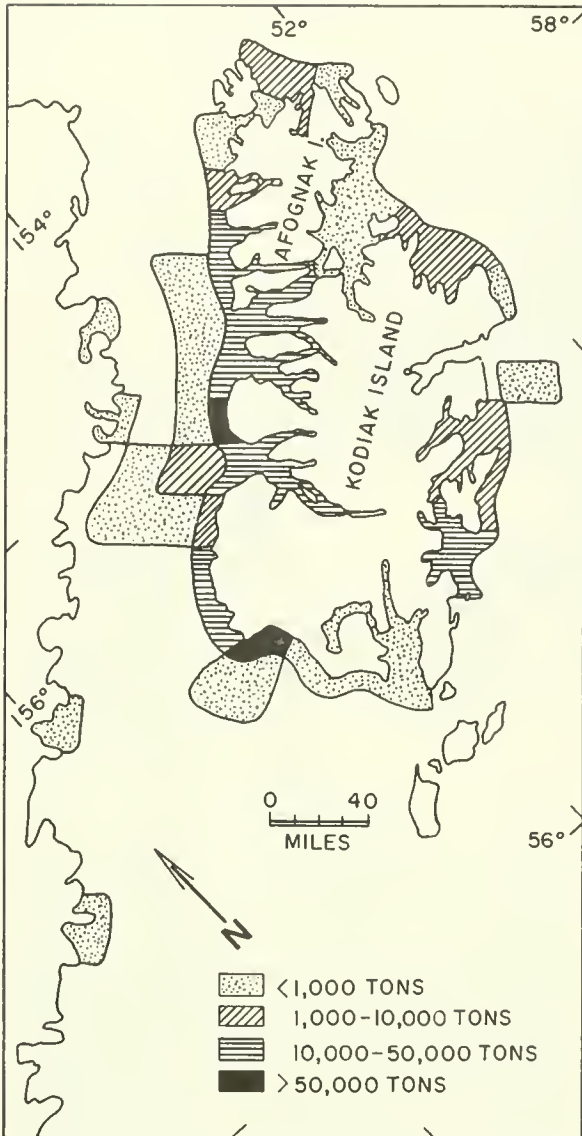 52°
58°
154°
AFOGNAK I.
KODIAK ISLAND
156°
0 40
MILES
56°
N
<1,000 TONS
1,000-10,000 TONS
10,000-50,000 TONS
>50,000 TONS